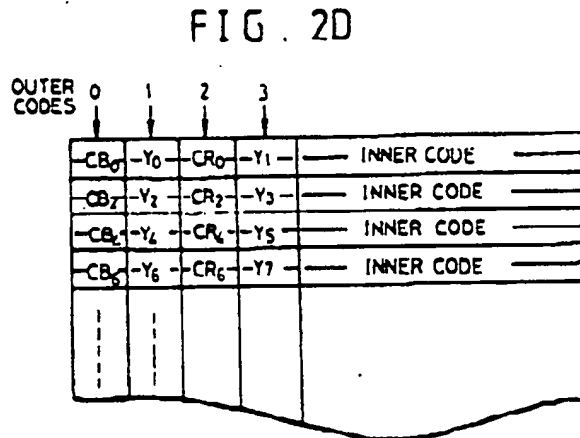 FIG. 2D
OUTER CODES 0 1 2 3
CB0 Y0 CR0 Y1 INNER CODE
CB2 Y2 CR2 Y3 INNER CODE
CB4 Y4 CR4 Y5 INNER CODE
CB6 Y6 CR6 Y7 INNER CODE